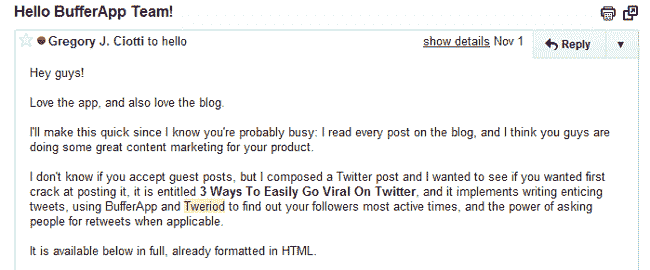 Hello BufferApp Team!
Gregory J. Ciotti to hello show details Nov 1 Reply
Hey guys!
Love the app, and also love the blog.
I'll make this quick since I know you're probably busy: I read every post on the blog, and I think you guys are
doing some great content marketing for your product.
I don't know if you accept guest posts, but I composed a Twitter post and I wanted to see if you wanted first
crack at posting it, it is entitled 3 Ways To Easily Go Viral On Twitter, and it implements writing enticing
tweets, using BufferApp and Tweriod to find out your followers most active times, and the power of asking
people for retweets when applicable.
It is available below in full, already formatted in HTML.